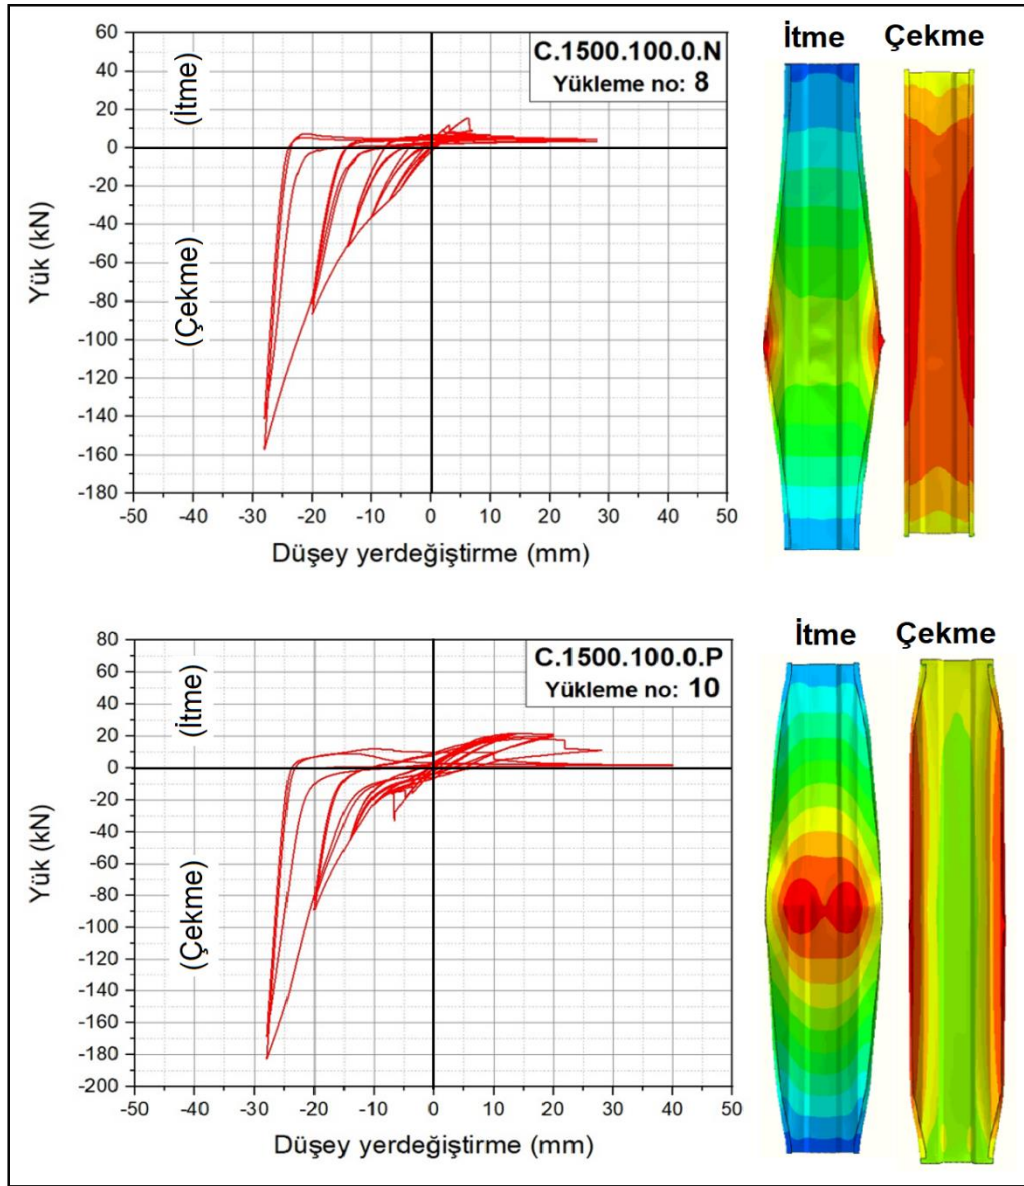 C.1500.100.0.N
Yükleme no: 8
İtme Çekme
Yük (kN)
(İtme)
(Çekme)
60
40
20
0
-20
-40
-60
-80
-100
-120
-140
-160
-180
-50 -40 -30 -20 -10 0 10 20 30 40 50
Düşey yerdeğiştirme (mm)
C.1500.100.0.P
Yükleme no: 10
İtme Çekme
Yük (kN)
(İtme)
(Çekme)
80
60
40
20
0
-20
-40
-60
-80
-100
-120
-140
-160
-180
-200
-50 -40 -30 -20 -10 0 10 20 30 40 50
Düşey yerdeğiştirme (mm)